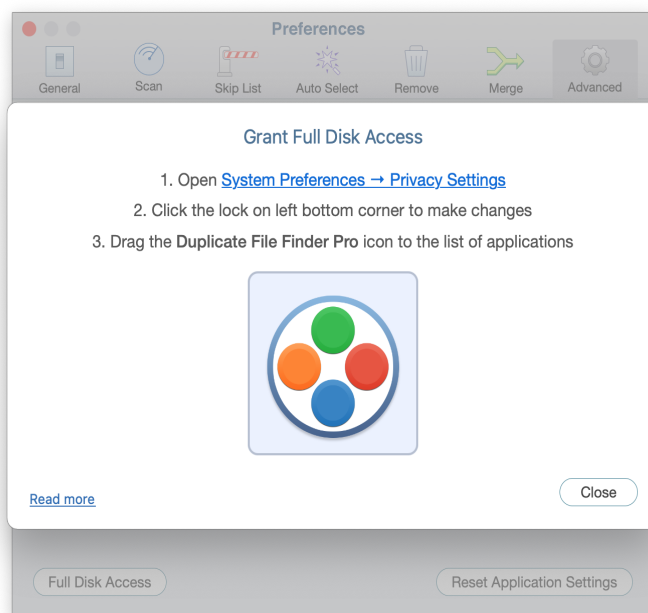 Preferences
General
Scan
Skip List
Auto Select
Remove
Merge
Advanced
Grant Full Disk Access
1. Open System Preferences → Privacy Settings
2. Click the lock on left bottom corner to make changes
3. Drag the Duplicate File Finder Pro icon to the list of applications
Read more
Close
Full Disk Access
Reset Application Settings